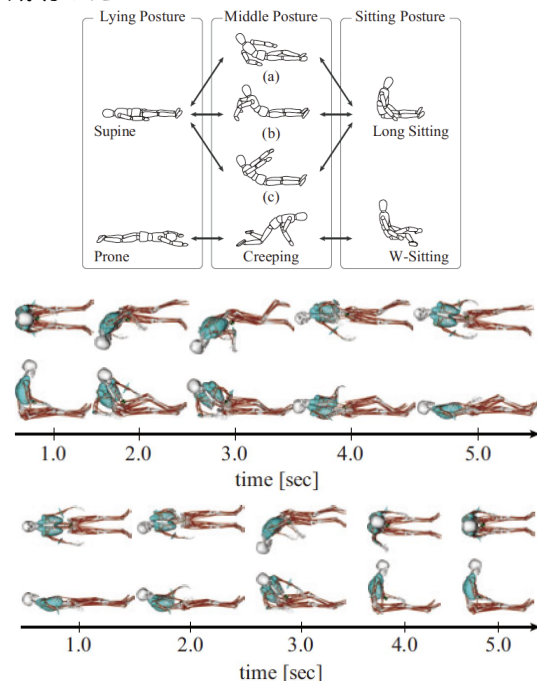 Lying Posture Middle Posture Sitting Posture
(a)
Supine (b) Long Sitting
(c)
Prone Creeping W-Sitting
1.0 2.0 3.0 4.0 5.0
time [sec]
1.0 2.0 3.0 4.0 5.0
time [sec]